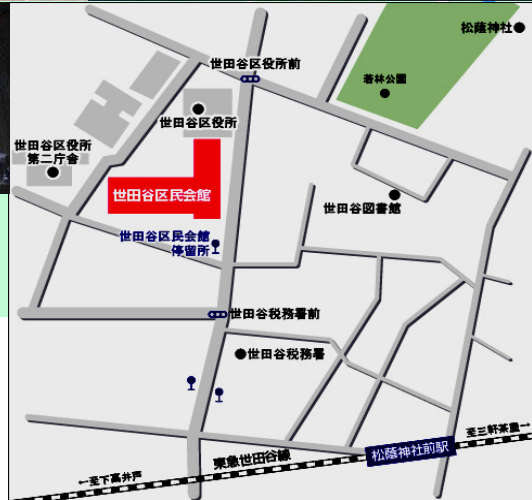 松蔭神社
世田谷区役所前
若林公園
世田谷区役所
世田谷区役所
第二庁舎
世田谷区民会館
世田谷図書館
世田谷区民会館
停留所
世田谷税務署前
世田谷税務署
至三軒茶屋→
松蔭神社前駅
東急世田谷線
←至下高井戸